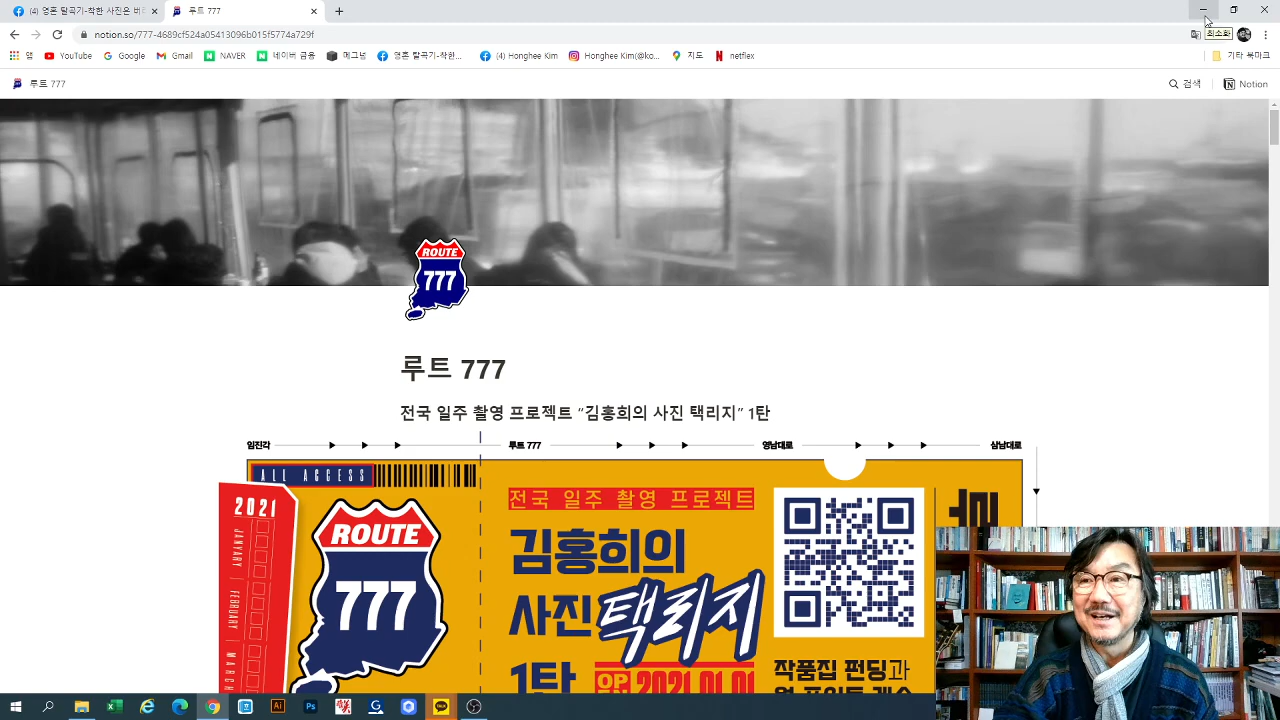 (4) 영혼 탈곡기-착한 사진은 버
루트 777
notion.so/777-4689cf524a05413096b015f5774a729f
최소화
앱
YouTube
Google
Gmail
NAVER
네이버 금융
메그넘
영혼 탈곡기-착한...
(4) Honghee Kim
Honghee Kim(@ko...
지도
netflex
기타 북마크
루트 777
검색
Notion
ROUTE
777
루트 777
전국 일주 촬영 프로젝트 “김홍희의 사진 택리지” 1탄
임진각
루트 777
영남대로
삼남대로
ALL ACCESS
2021
JANUARY
FEBRUARY
MARCH
ROUTE
777
전국 일주 촬영 프로젝트
김홍희의
사진 택리지
1탄
2021.01.01
작품집 펀딩과